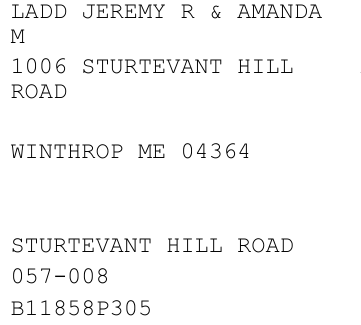 LADD JEREMY R & AMANDA
M
1006 STURTEVANT HILL
ROAD
WINTHROP ME 04364
STURTEVANT HILL ROAD
057-008
B11858P305